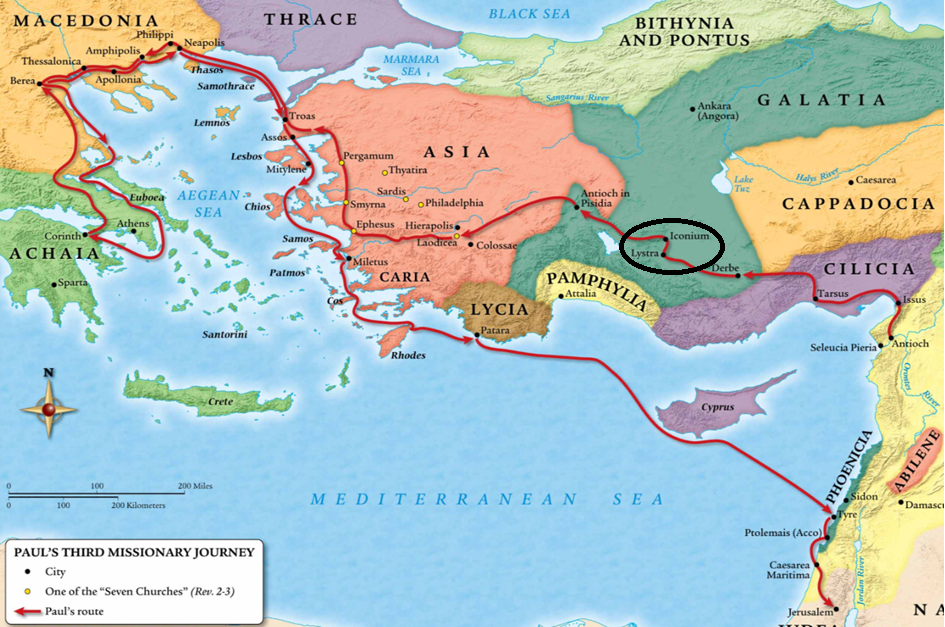 MACEDONIA
THRACE
BLACK SEA
BITHYNIA
AND PONTUS
Philippi
Neapolis
Amphipolis
Thessalonica
Berea
Apollonia
Thasos
Samothrace
MARMARA
SEA
Sangarius River
GALATIA
Ankara
(Angora)
Lemnos
Troas
Assos
Lesbos
Mitylene
Pergamum
Thyatira
ASIA
Sardis
Philadelphia
Smyrna
Antioch in
Pisidia
Lake
Tuz
Halys River
Caesarea
CAPPADOCIA
AEGEAN
SEA
Chios
Euboea
Athens
Corinth
ACHAIA
Sparta
Samos
Ephesus
Hierapolis
Laodicea
Colossae
Iconium
Lystra
Derbe
CILICIA
Tarsus
Issus
Patmos
Miletus
CARIA
Cos
LYCIA
PAMPHYLIA
Attalia
Patara
Rhodes
Santorini
Seleucia Pieria
Antioch
Orontes
River
N
Crete
Cyprus
0 100 200 Miles
0 100 200 Kilometers
MEDITERRANEAN SEA
PHOENICIA
ABILENE
Sidon
Damascu
Tyre
Ptolemais (Acco)
Caesarea
Maritima
Jordan River
Jerusalem
JUDEA
NA
PAUL'S THIRD MISSIONARY JOURNEY
City
One of the “Seven Churches” (Rev. 2-3)
Paul's route